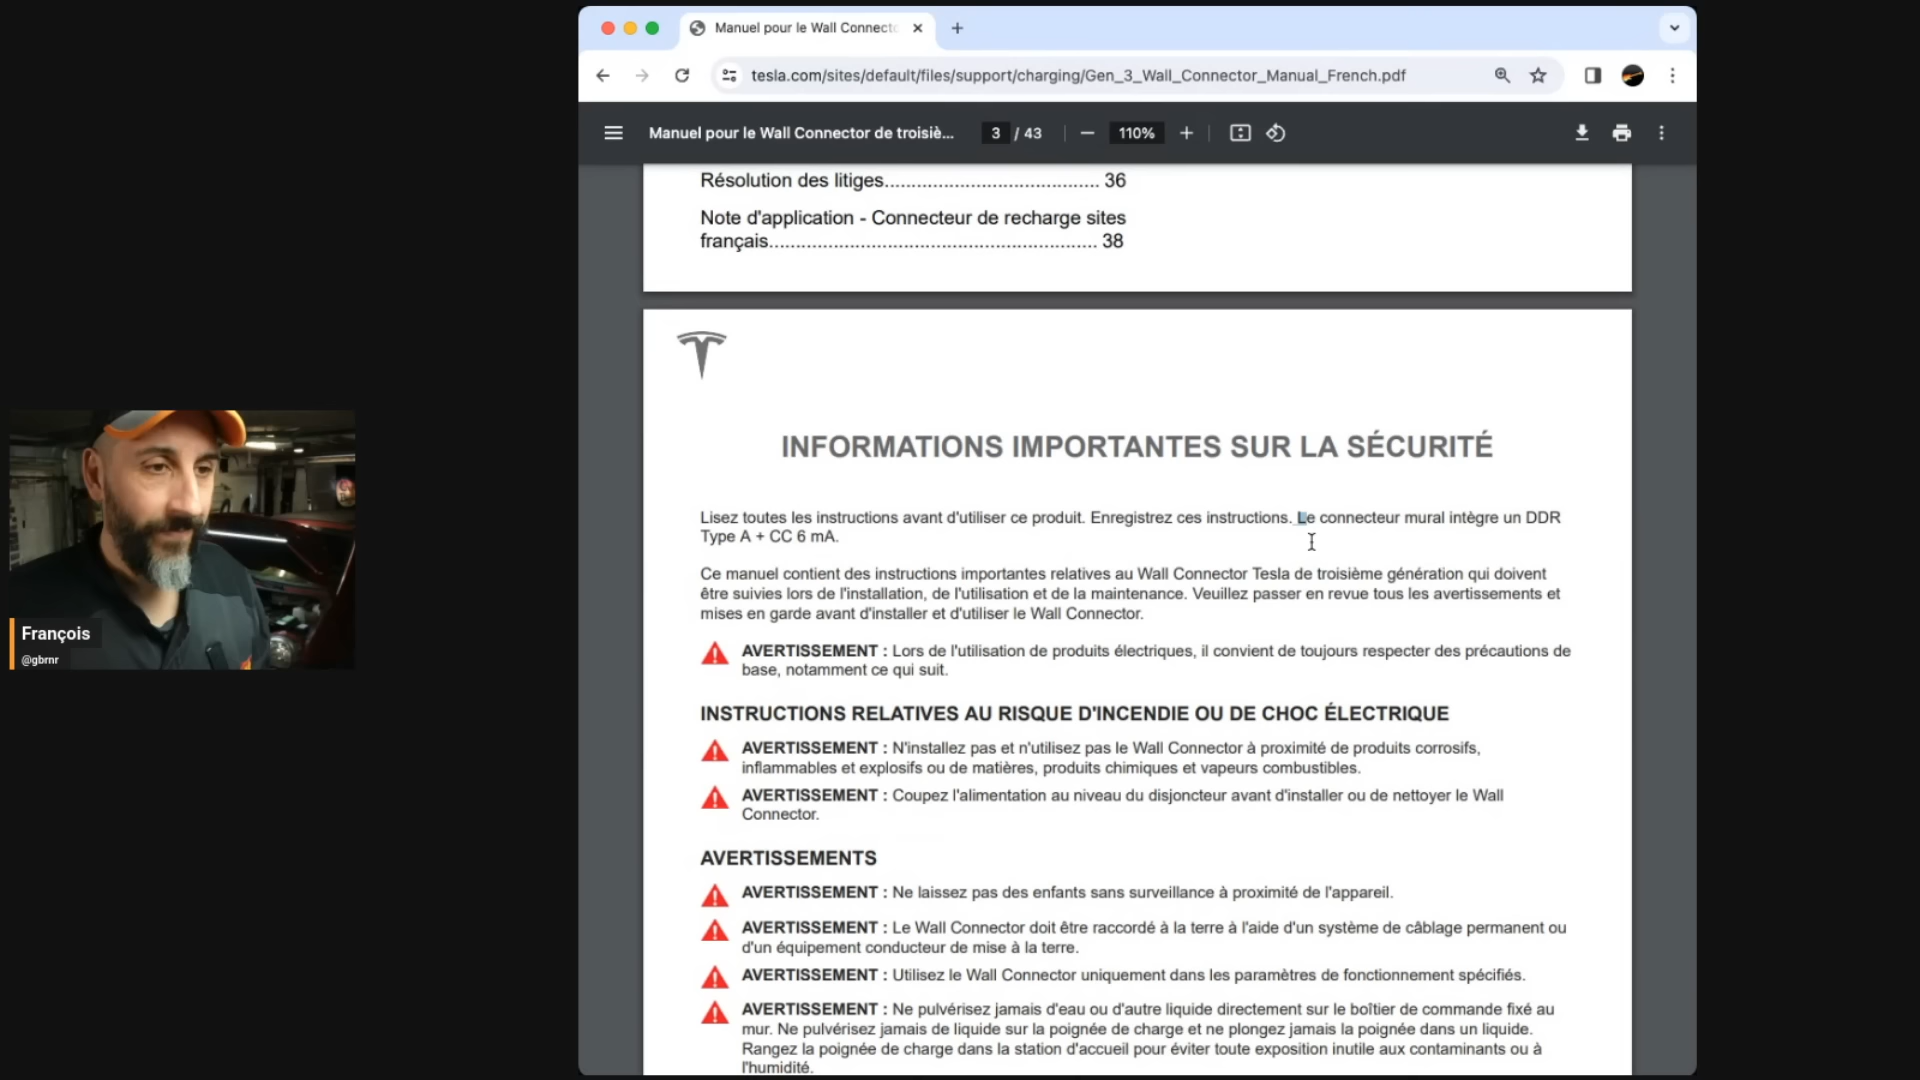 Manuel pour le Wall Connecto
tesla.com/sites/default/files/support/charging/Gen_3_Wall_Connector_Manual_French.pdf
Manuel pour le Wall Connector de troisiè... 3 / 43 110%
Résolution des litiges........................................ 36
Note d'application - Connecteur de recharge sites
français............................................................ 38
INFORMATIONS IMPORTANTES SUR LA SÉCURITÉ
Lisez toutes les instructions avant d'utiliser ce produit. Enregistrez ces instructions. Le connecteur mural intègre un DDR
Type A + CC 6 mA.
Ce manuel contient des instructions importantes relatives au Wall Connector Tesla de troisième génération qui doivent
être suivies lors de l'installation, de l'utilisation et de la maintenance. Veuillez passer en revue tous les avertissements et
mises en garde avant d'installer et d'utiliser le Wall Connector.
AVERTISSEMENT : Lors de l'utilisation de produits électriques, il convient de toujours respecter des précautions de
base, notamment ce qui suit.
INSTRUCTIONS RELATIVES AU RISQUE D'INCENDIE OU DE CHOC ÉLECTRIQUE
AVERTISSEMENT : N'installez pas et n'utilisez pas le Wall Connector à proximité de produits corrosifs,
inflammables et explosifs ou de matières, produits chimiques et vapeurs combustibles.
AVERTISSEMENT : Coupez l'alimentation au niveau du disjoncteur avant d'installer ou de nettoyer le Wall
Connector.
AVERTISSEMENTS
AVERTISSEMENT : Ne laissez pas des enfants sans surveillance à proximité de l'appareil.
AVERTISSEMENT : Le Wall Connector doit être raccordé à la terre à l'aide d'un système de câblage permanent ou
d'un équipement conducteur de mise à la terre.
AVERTISSEMENT : Utilisez le Wall Connector uniquement dans les paramètres de fonctionnement spécifiés.
AVERTISSEMENT : Ne pulvérisez jamais d'eau ou d'autre liquide directement sur le boîtier de commande fixé au
mur. Ne pulvérisez jamais de liquide sur la poignée de charge et ne plongez jamais la poignée dans un liquide.
Rangez la poignée de charge dans la station d'accueil pour éviter toute exposition inutile aux contaminants ou à
l'humidité.
François
@gbrnr